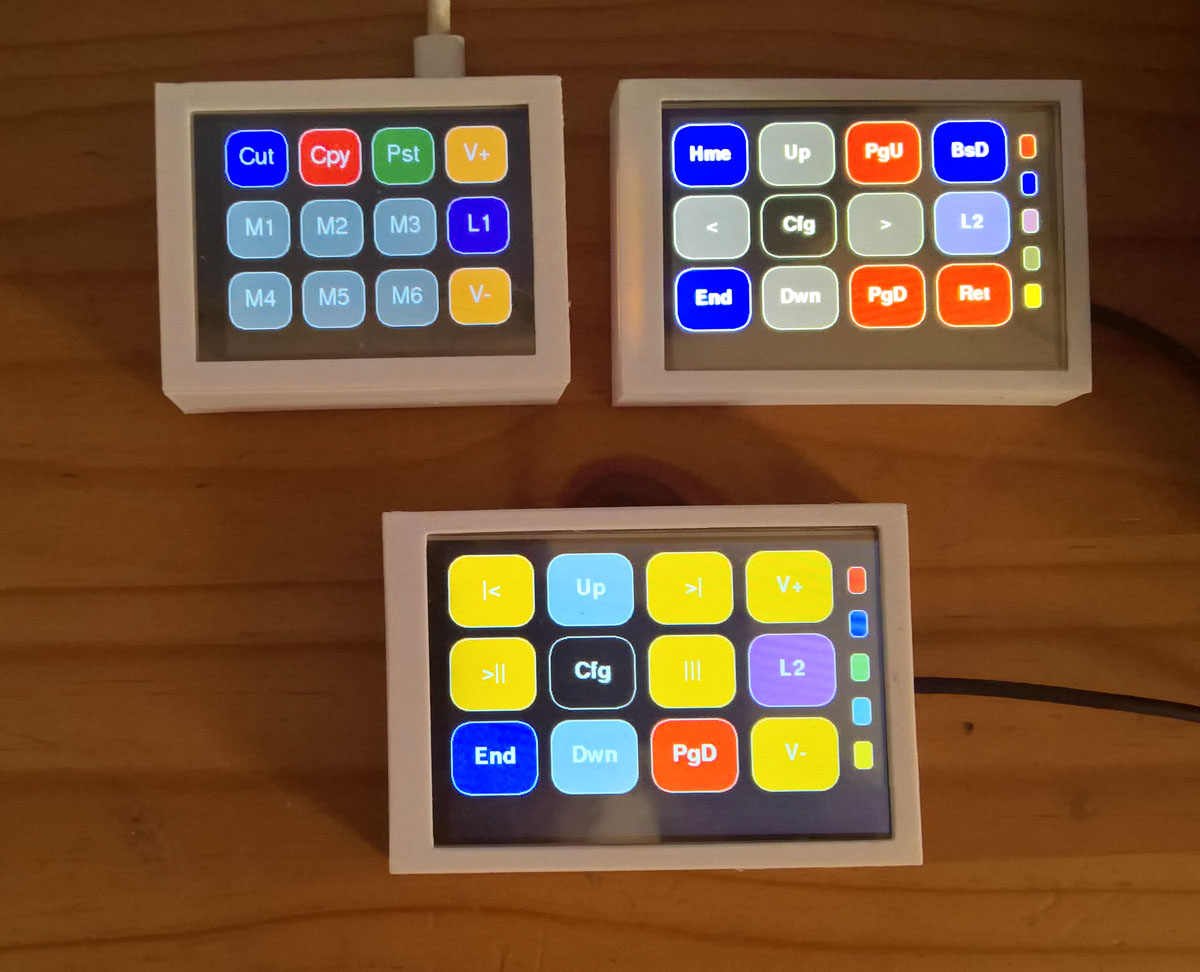 Cut Cpy Pst V+
M1 M2 M3 L1
M4 M5 M6 V-
Hme Up PgU BsD
< Cfg > L2
End Dwn PgD Ret
|< Up >| V+
>|| Cfg ||| L2
End Dwn PgD V-